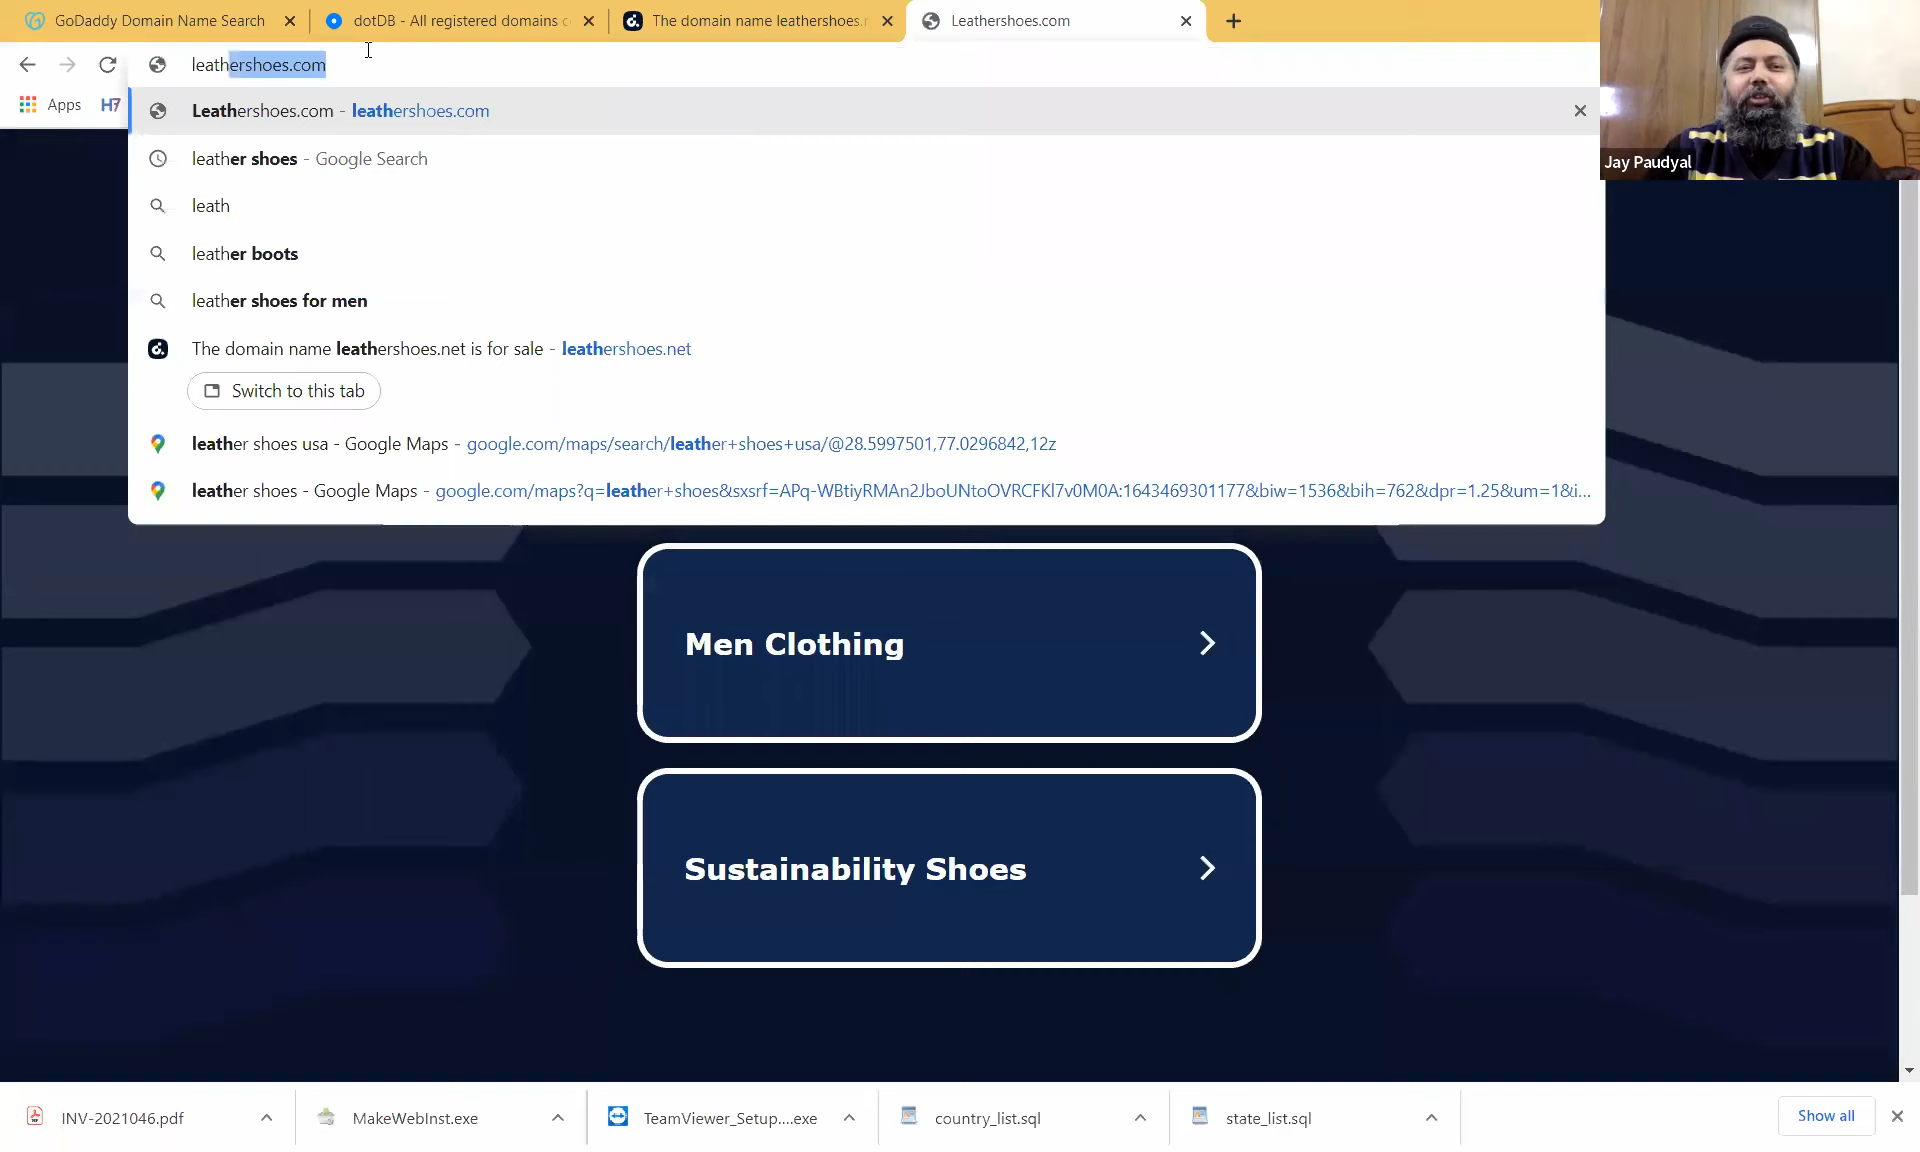 GoDaddy Domain Name Search
dotDB - All registered domains c
The domain name leathershoes.
Leathershoes.com
leathershoes.com
Apps
H7
Leathershoes.com - leathershoes.com
leather shoes - Google Search
leath
leather boots
leather shoes for men
The domain name leathershoes.net is for sale - leathershoes.net
Switch to this tab
leather shoes usa - Google Maps - google.com/maps/search/leather+shoes+usa/@28.5997501,77.0296842,12z
leather shoes - Google Maps - google.com/maps?q=leather+shoes&sxsrf=APq-WBtiyRMAn2JboUNtoOVRCFKl7v0M0A:1643469301177&biw=1536&bih=762&dpr=1.25&um=1&i...
Jay Paudyal
Men Clothing
Sustainability Shoes
INV-2021046.pdf
MakeWebInst.exe
TeamViewer_Setup....exe
country_list.sql
state_list.sql
Show all